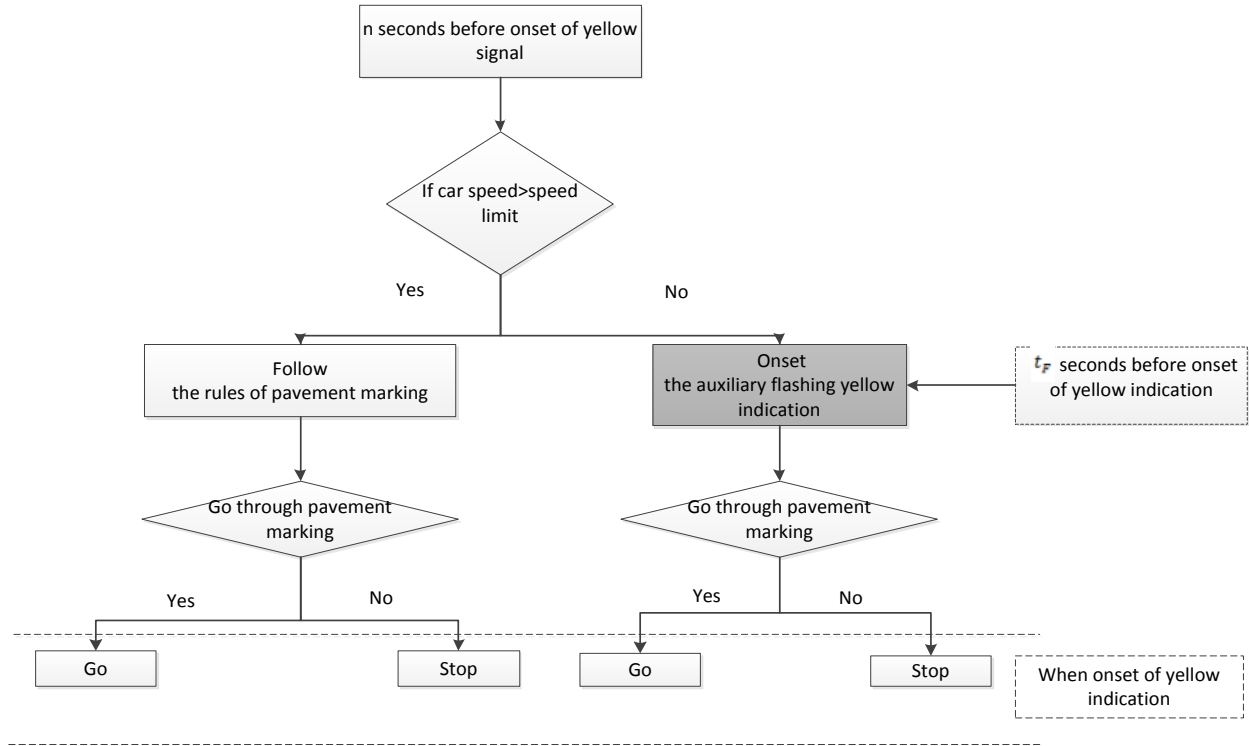 n seconds before onset of yellow
signal
If car speed>speed
limit
Yes
No
Follow
the rules of pavement marking
Onset
the auxiliary flashing yellow
indication
t_F seconds before onset
of yellow indication
Go through pavement
marking
Go through pavement
marking
Yes
No
Yes
No
Go
Stop
Go
Stop
When onset of yellow
indication